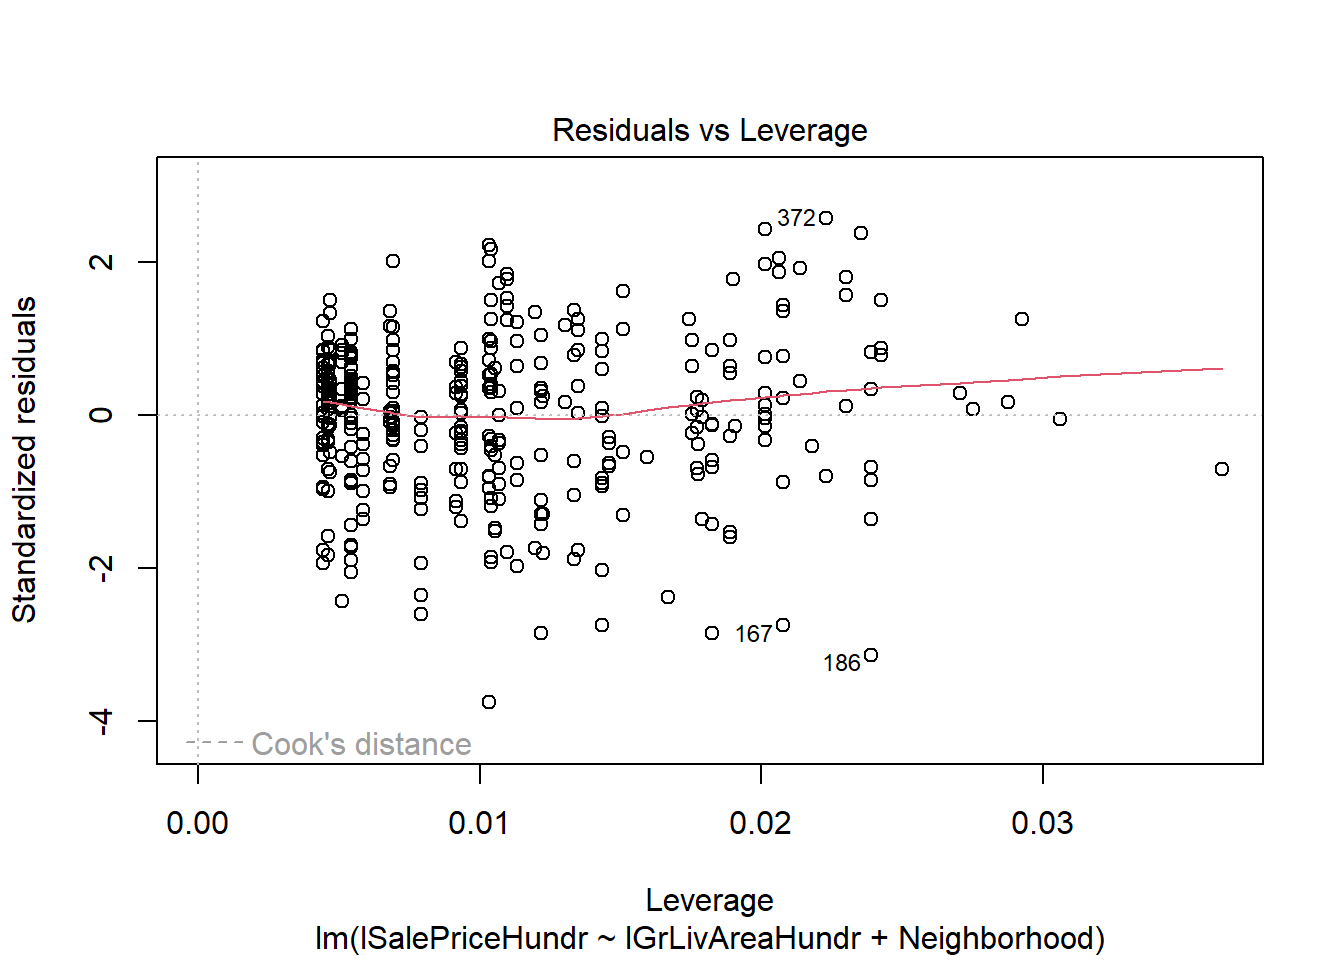 Residuals vs Leverage
Standardized residuals
2
0
-2
-4
372
167
186
Cook's distance
0.00 0.01 0.02 0.03
Leverage
lm(lSalePriceHundr ~ lGrLivAreaHundr + Neighborhood)